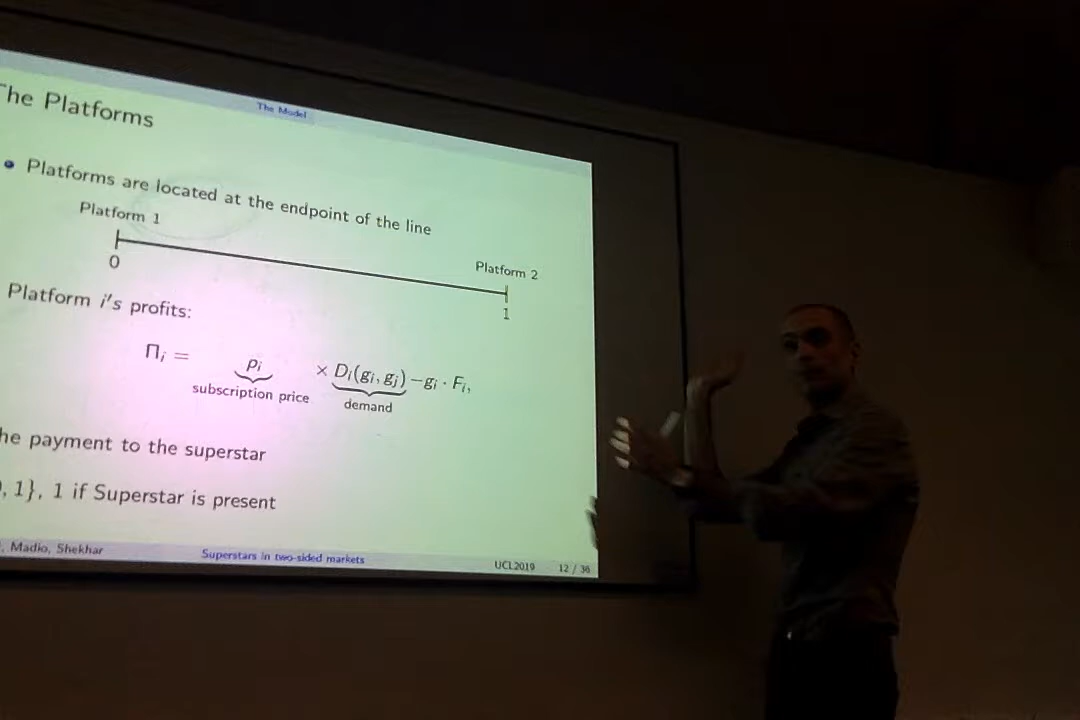 The Model
The Platforms
Platforms are located at the endpoint of the line
Platform 1
Platform 2
0
1
Platform i's profits:
Πi = pi × Di(gi, gj) −gi · Fi,
subscription price
demand
the payment to the superstar
, 1}, 1 if Superstar is present
, Madio, Shekhar
Superstars in two-sided markets
UCL2019
12 / 36